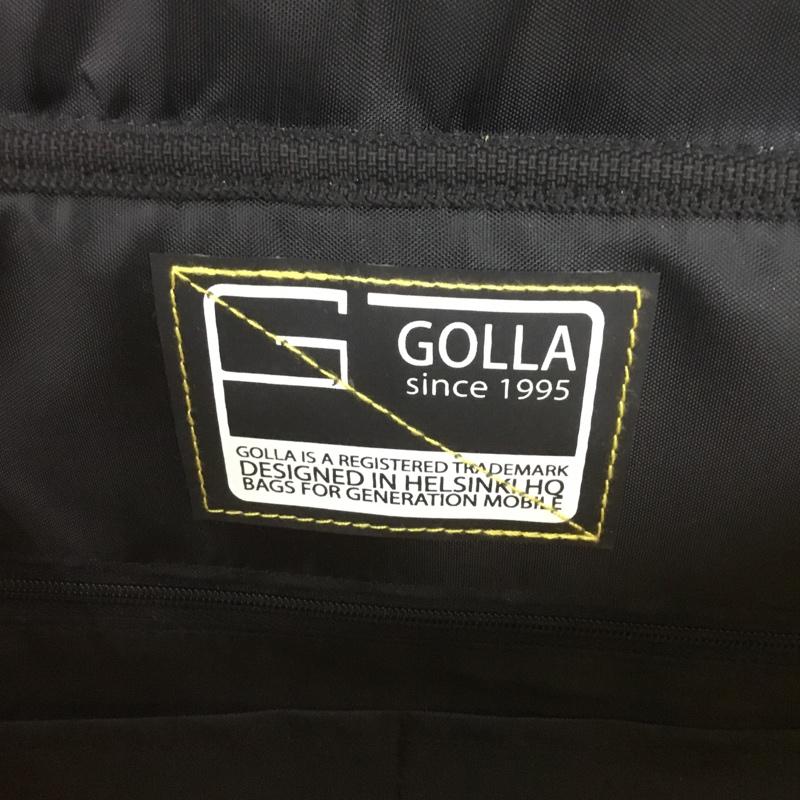 GOLLA
since 1995
GOLLA IS A REGISTERED TRADEMARK
DESIGNED IN HELSINKI HQ
BAGS FOR GENERATION MOBILE